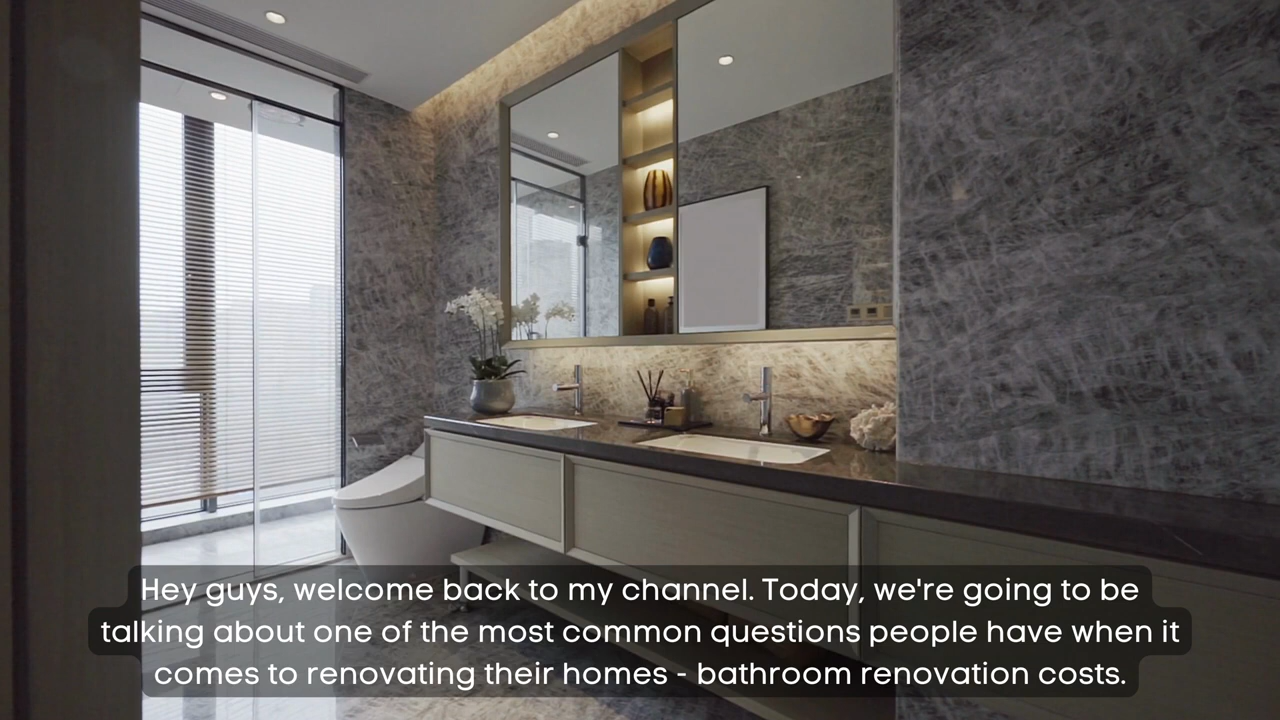 Hey guys, welcome back to my channel. Today, we're going to be
talking about one of the most common questions people have when it
comes to renovating their homes - bathroom renovation costs.